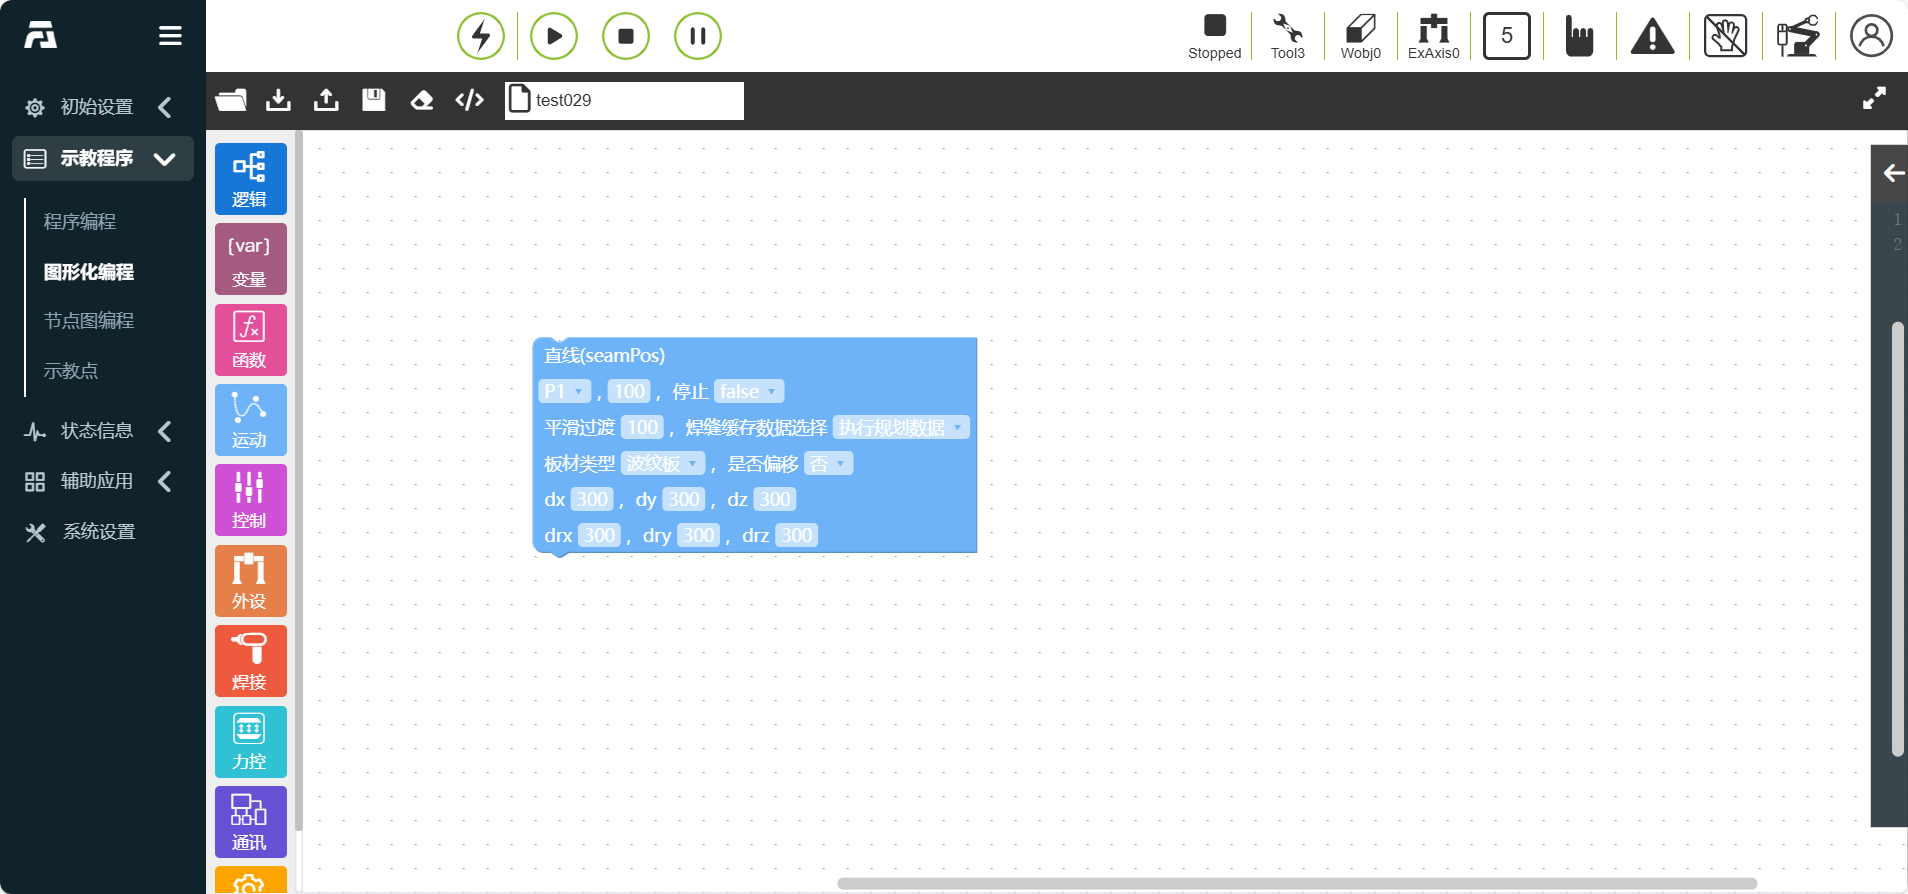 Stopped
Tool3
Wobj0
ExAxis0
5
test029
初始设置
示教程序
程序编程
图形化编程
节点图编程
示教点
状态信息
辅助应用
系统设置
逻辑
{var}
变量
fx
函数
运动
控制
外设
焊接
力控
通讯
直线(seamPos)
P1 , 100 , 停止 false
平滑过渡 100 , 焊缝缓存数据选择 执行规划数据
板材类型 波纹板 , 是否偏移 否
dx 300 , dy 300 , dz 300
drx 300 , dry 300 , drz 300
1
2